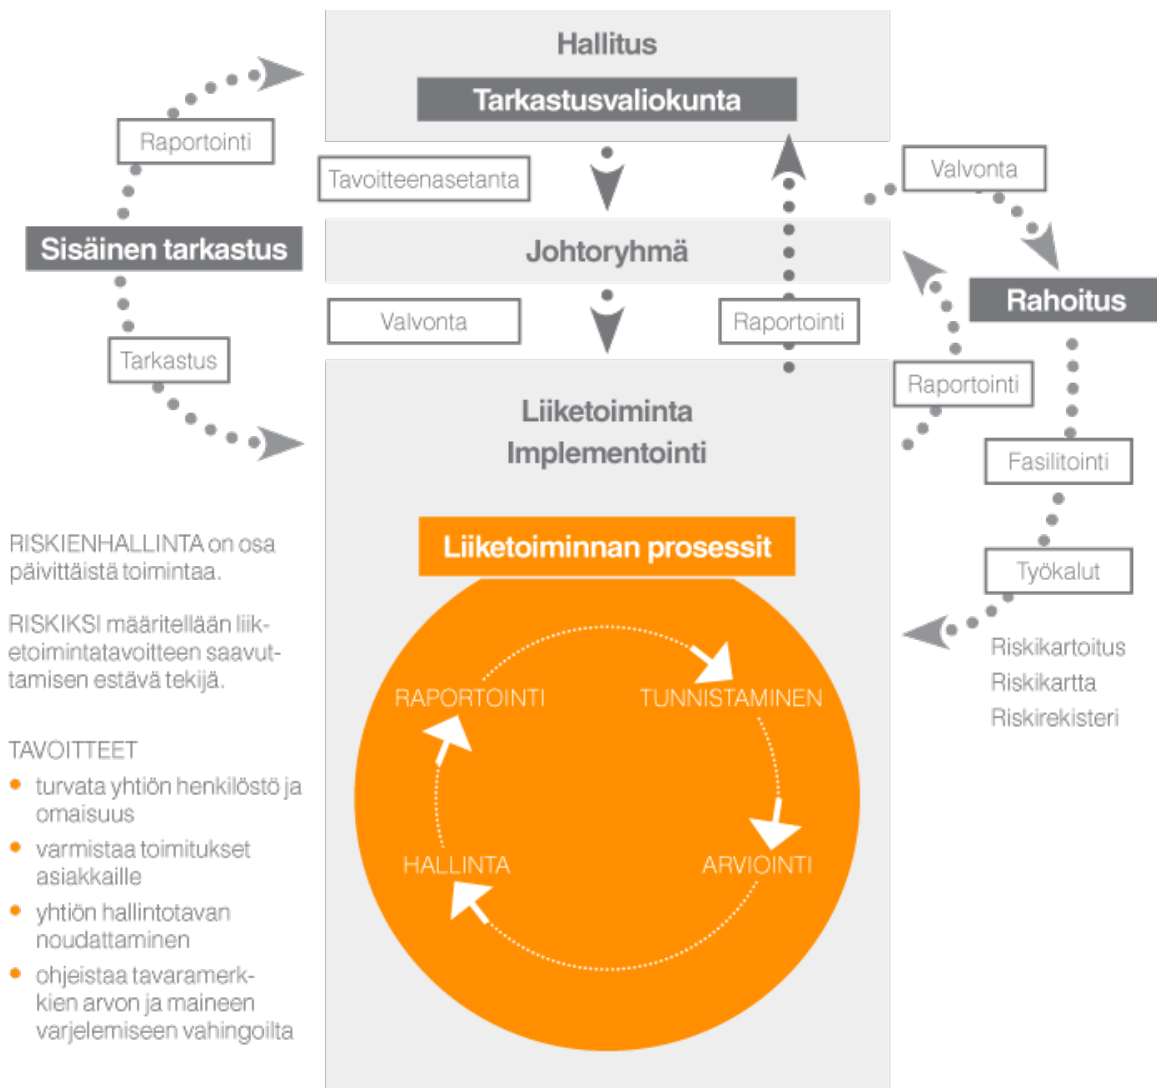 Hallitus
Tarkastusvaliokunta
Raportointi
Tavoitteenasetanta
Valvonta
Sisäinen tarkastus
Johtoryhmä
Rahoitus
Valvonta
Raportointi
Tarkastus
Raportointi
Liiketoiminta
Implementointi
Fasilitointi
Työkalut
Riskikartoitus
Riskikartta
Riskirekisteri
RISKIENHALLINTA on osa
päivittäistä toimintaa.
RISKIKSI määritellään liik-
etoimintatavoitteen saavut-
tamisen estävä tekijä.
TAVOITTEET
turvata yhtiön henkilöstö ja
omaisuus
varmistaa toimitukset
asiakkaille
yhtiön hallintotavan
noudattaminen
ohjeistaa tavaramerk-
kien arvon ja maineen
varjelemiseen vahingoilta
Liiketoiminnan prosessit
RAPORTOINTI
TUNNISTAMINEN
HALLINTA
ARVIOINTI